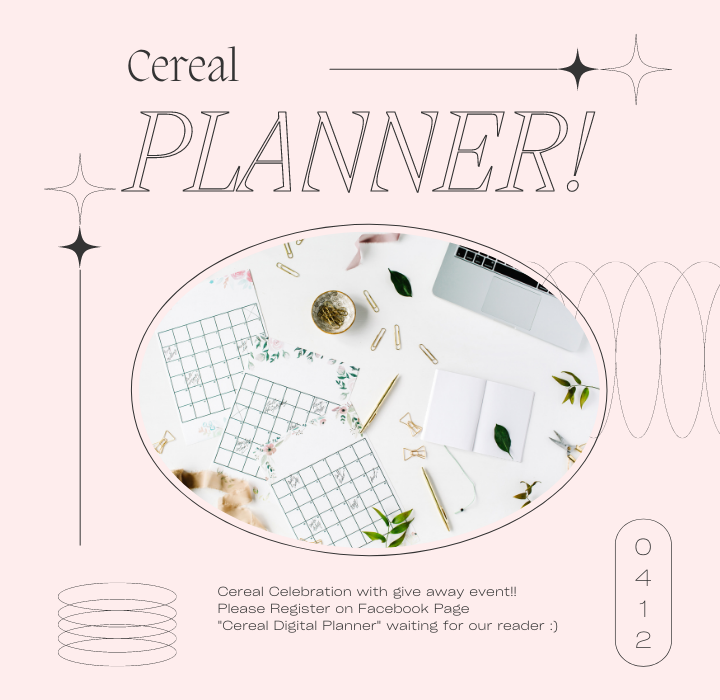 Cereal
PLANNER!
Cereal Celebration with give away event!!
Please Register on Facebook Page
"Cereal Digital Planner" waiting for our reader :)
0
4
1
2